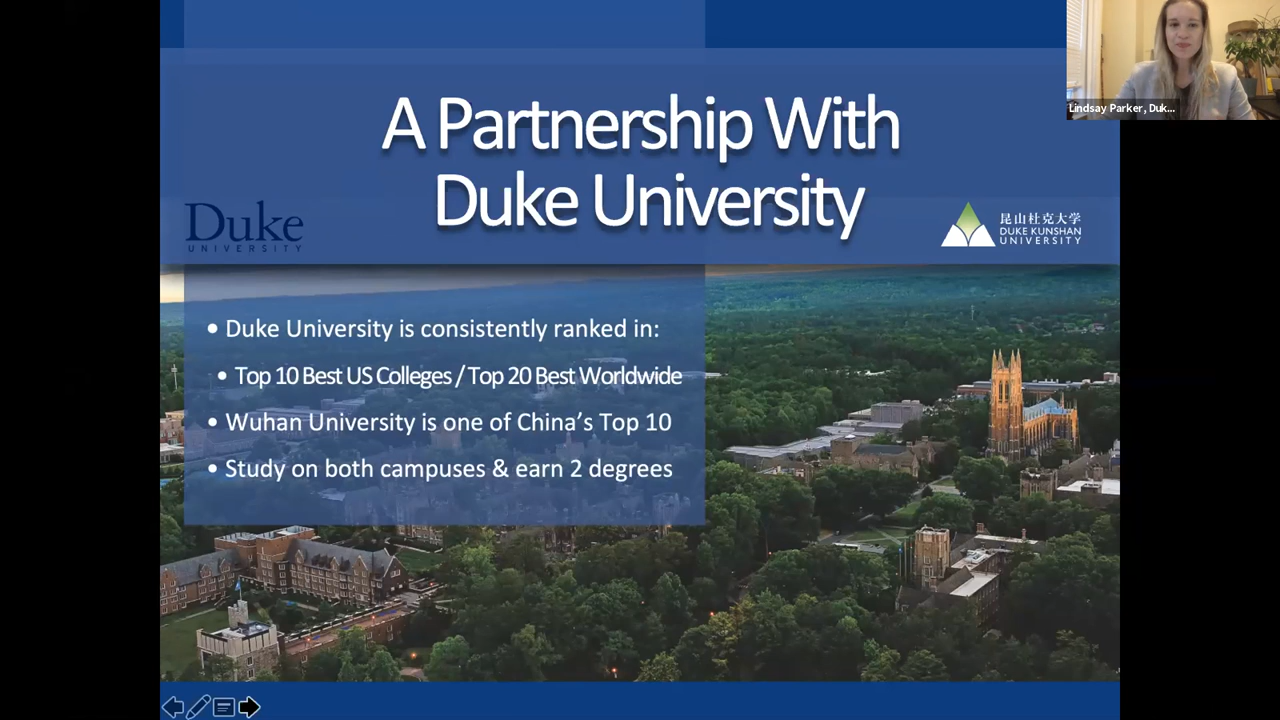 Lindsay Parker, Duk...
A Partnership With
Duke University
Duke
UNIVERSITY
昆山杜克大学
DUKE KUNSHAN
UNIVERSITY
• Duke University is consistently ranked in:
• Top 10 Best US Colleges / Top 20 Best Worldwide
• Wuhan University is one of China's Top 10
• Study on both campuses & earn 2 degrees